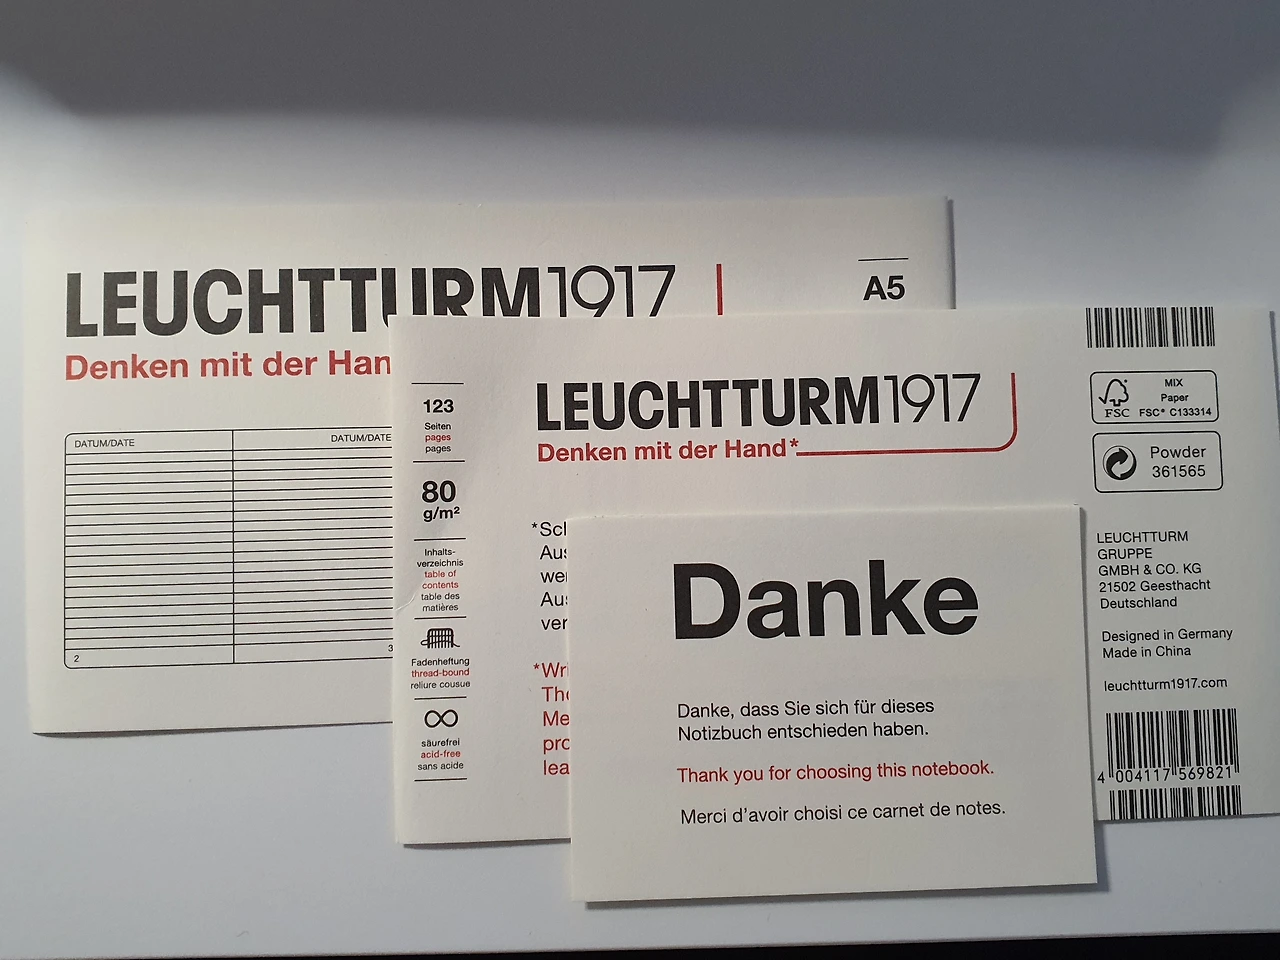 LEUCHTTURM1917
Denken mit der
A5
DATUM/DATE
DATUM/DATE
2
3
123
Seiten
pages
pages
80
g/m²
Inhalts-
verzeichnis
table of
contents
table des
matières
Fadenheftung
thread-bound
reliure cousue
säurefrei
acid-free
sans acide
LEUCHTTURM1917
Denken mit der Hand*
MIX
Paper
FSC
FSC® C133314
Powder
361565
LEUCHTTURM
GRUPPE
GMBH & CO. KG
21502 Geesthacht
Deutschland
Designed in Germany
Made in China
leuchtturm1917.com
4 004117 569821
Danke
Danke, dass Sie sich für dieses
Notizbuch entschieden haben.
Thank you for choosing this notebook.
Merci d'avoir choisi ce carnet de notes.